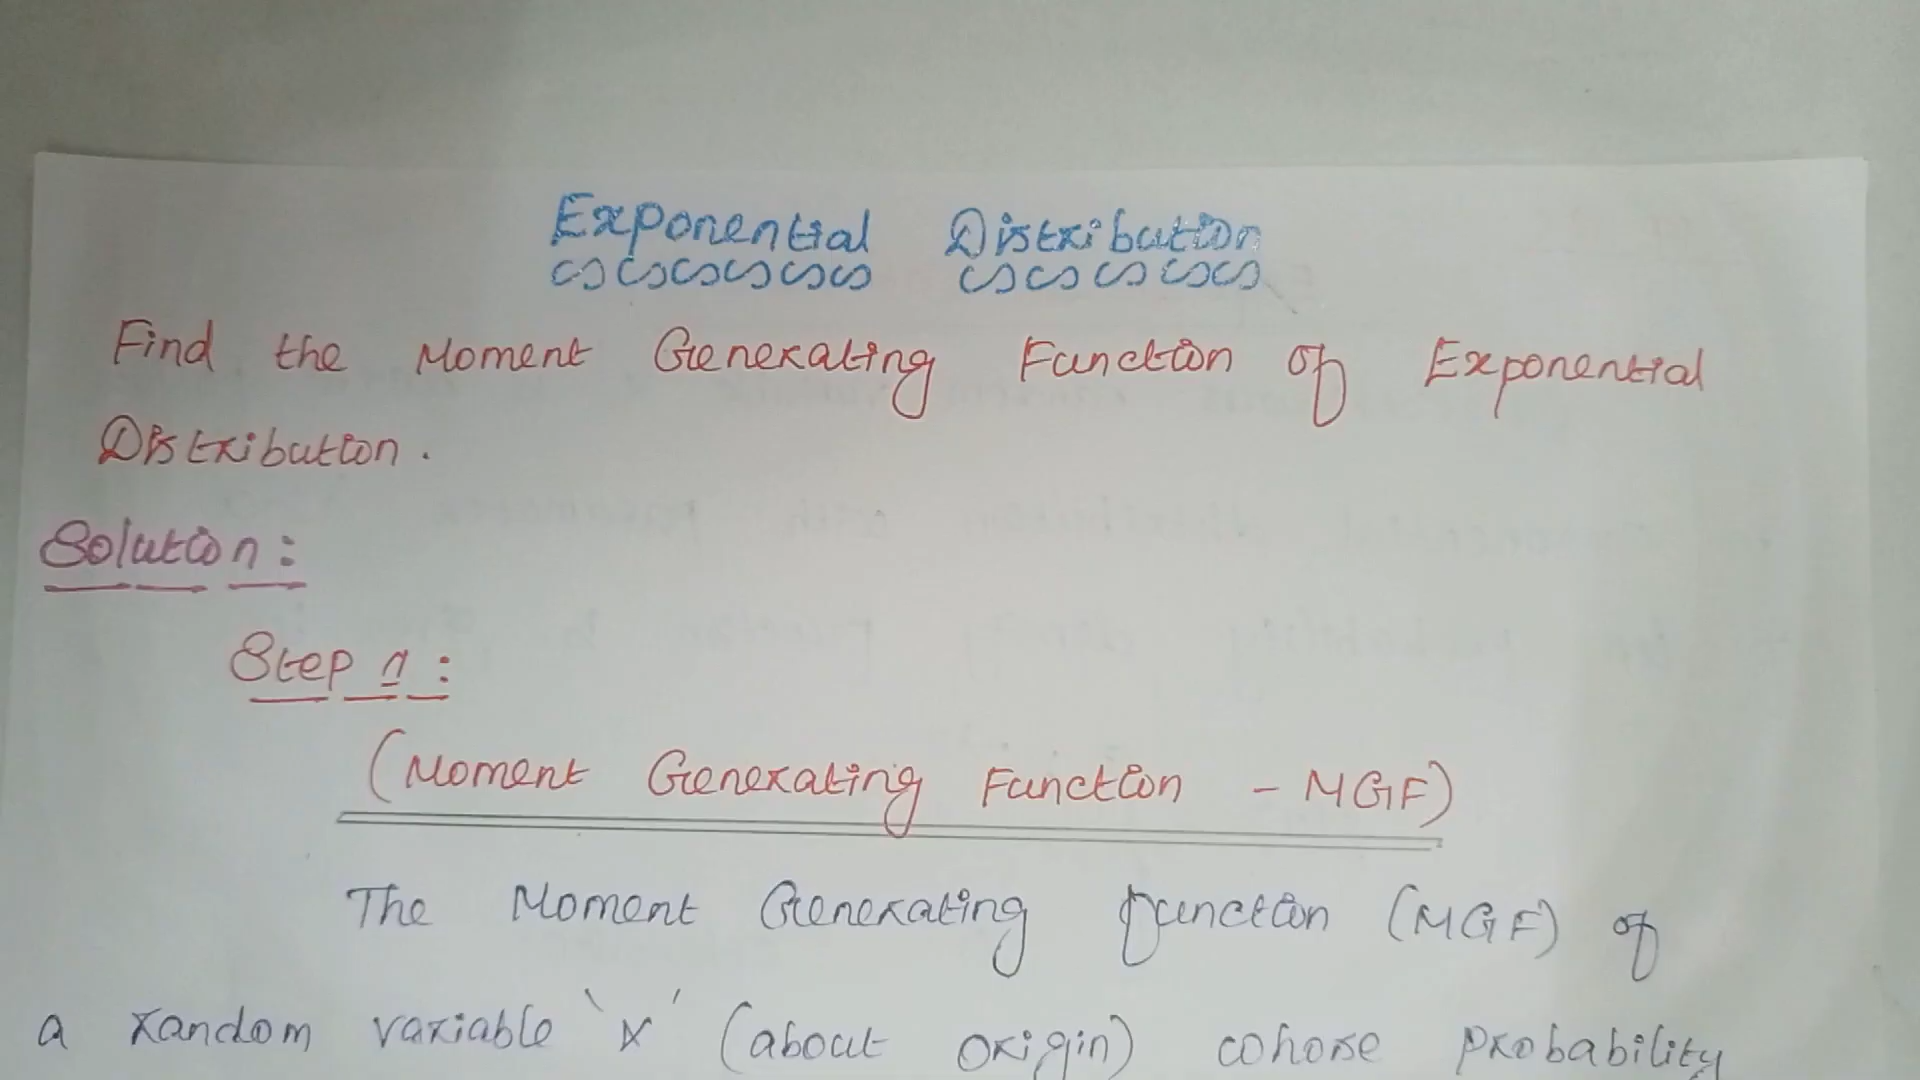 Exponential Distribution
Find the Moment Generating Function of Exponential
Distribution.
Solution:
Step 1:
(Moment Generating Function - MGF)
The Moment Generating function (MGF) of
a random variable 'X' (about origin) whose probability